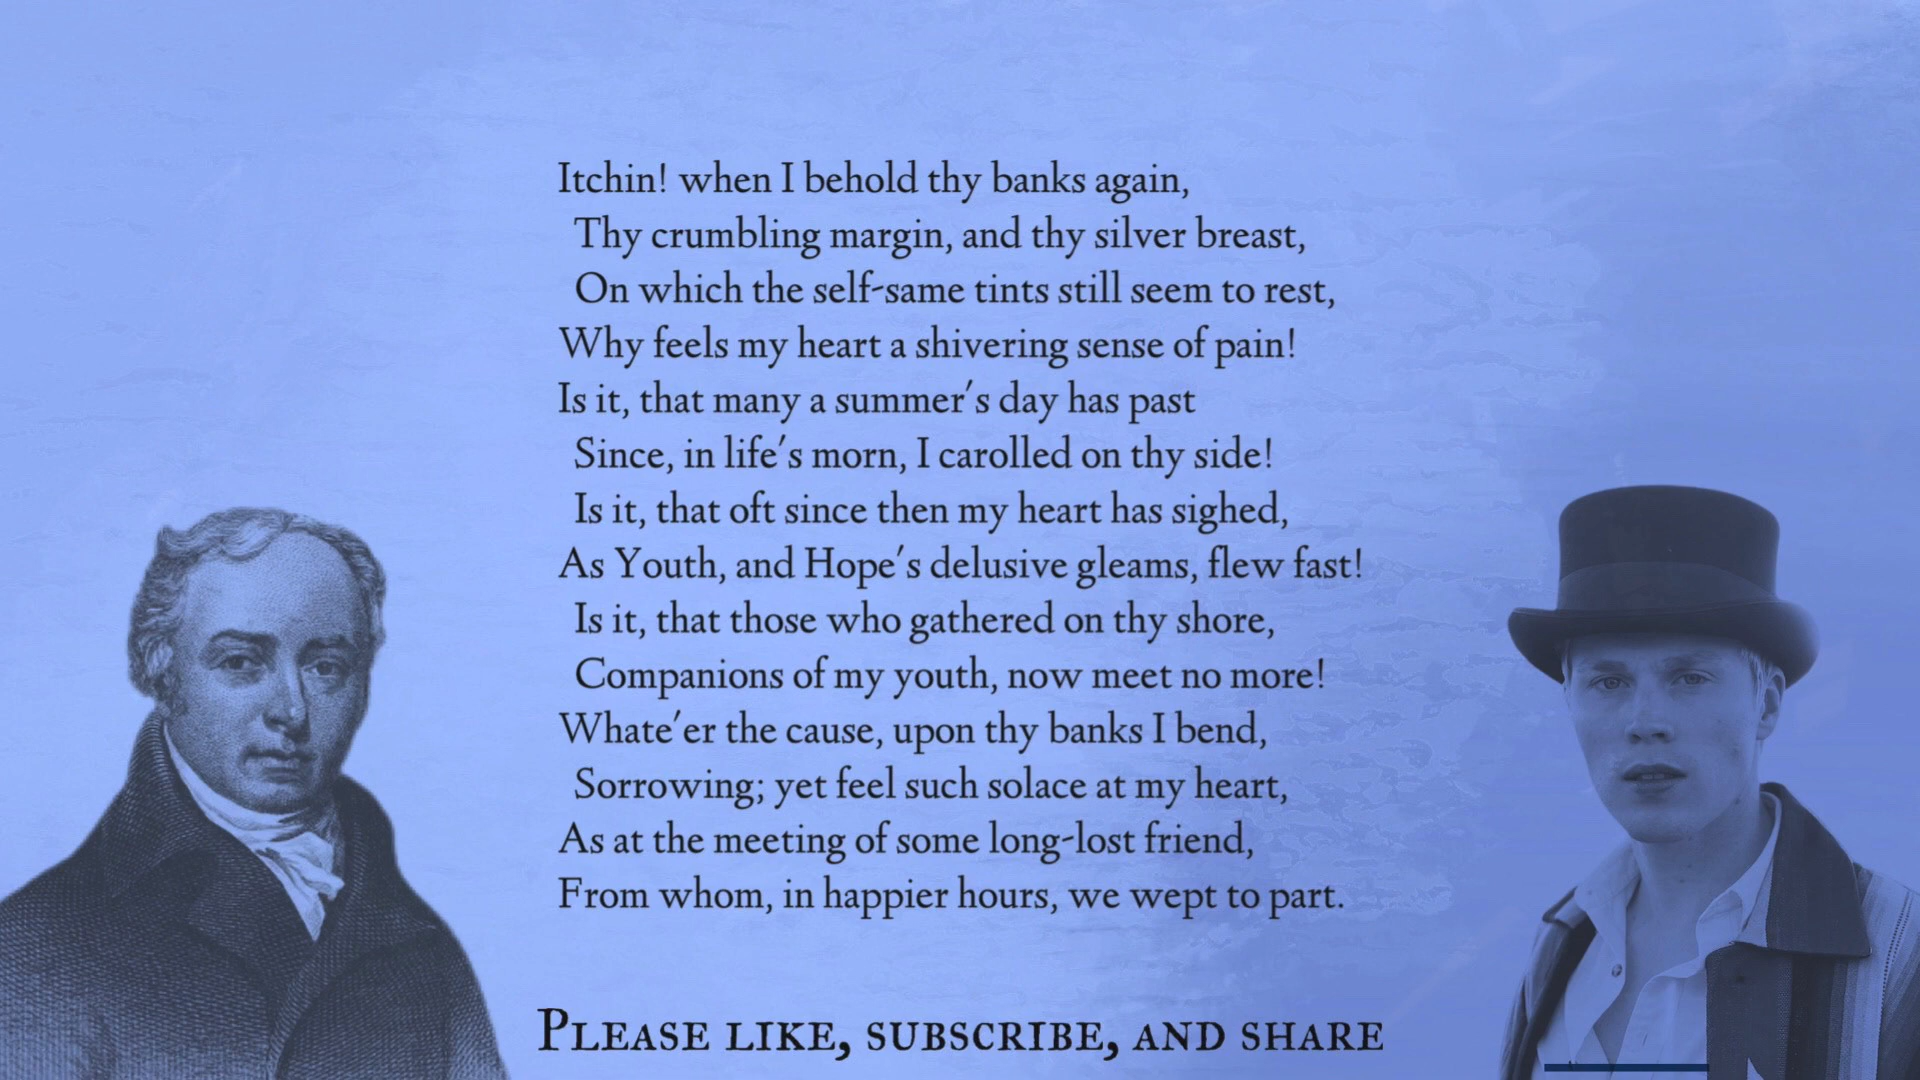 Itchin! when I behold thy banks again,
Thy crumbling margin, and thy silver breast,
On which the self-same tints still seem to rest,
Why feels my heart a shivering sense of pain!
Is it, that many a summer's day has past
Since, in life's morn, I carolled on thy side!
Is it, that oft since then my heart has sighed,
As Youth, and Hope's delusive gleams, flew fast!
Is it, that those who gathered on thy shore,
Companions of my youth, now meet no more!
Whate'er the cause, upon thy banks I bend,
Sorrowing; yet feel such solace at my heart,
As at the meeting of some long-lost friend,
From whom, in happier hours, we wept to part.
Please like, subscribe, and share